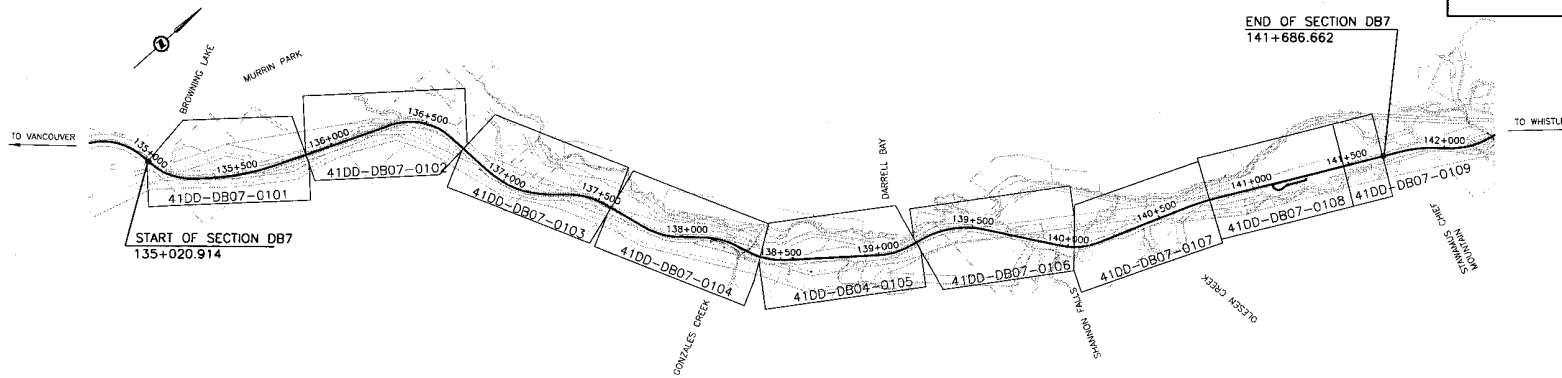 END OF SECTION DB7
141+686.662
BROWNING LAKE
MURRIN PARK
TO VANCOUVER
TO WHISTL
135+000
135+500
136+000
136+500
137+000
137+500
138+000
138+500
139+000
139+500
140+000
140+500
141+000
141+500
142+000
DARRELL BAY
41DD-DB07-0101
41DD-DB07-0102
41DD-DB07-0103
41DD-DB07-0104
41DD-DB04-0105
41DD-DB07-0106
41DD-DB07-0107
41DD-DB07-0108
41DD-DB07-0109
START OF SECTION DB7
135+020.914
GONZALES CREEK
SHANNON FALLS
OLESEN CREEK
STAWAMUS CHIEF
MOUNTAIN